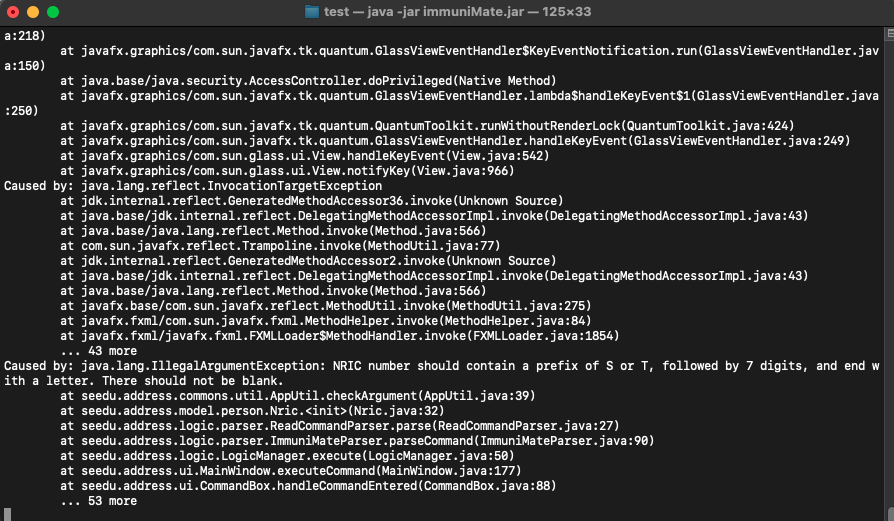 test — java -jar immuniMate.jar — 125×33
a:218)
at javafx.graphics/com.sun.javafx.tk.quantum.GlassViewEventHandler$KeyEventNotification.run(GlassViewEventHandler.jav
a:150)
at java.base/java.security.AccessController.doPrivileged(Native Method)
at javafx.graphics/com.sun.javafx.tk.quantum.GlassViewEventHandler.lambda$handleKeyEvent$1(GlassViewEventHandler.java
:250)
at javafx.graphics/com.sun.javafx.tk.quantum.QuantumToolkit.runWithoutRenderLock(QuantumToolkit.java:424)
at javafx.graphics/com.sun.javafx.tk.quantum.GlassViewEventHandler.handleKeyEvent(GlassViewEventHandler.java:249)
at javafx.graphics/com.sun.glass.ui.View.handleKeyEvent(View.java:542)
at javafx.graphics/com.sun.glass.ui.View.notifyKey(View.java:966)
Caused by: java.lang.reflect.InvocationTargetException
at jdk.internal.reflect.GeneratedMethodAccessor36.invoke(Unknown Source)
at java.base/jdk.internal.reflect.DelegatingMethodAccessorImpl.invoke(DelegatingMethodAccessorImpl.java:43)
at java.base/java.lang.reflect.Method.invoke(Method.java:566)
at com.sun.javafx.reflect.Trampoline.invoke(MethodUtil.java:77)
at jdk.internal.reflect.GeneratedMethodAccessor2.invoke(Unknown Source)
at java.base/jdk.internal.reflect.DelegatingMethodAccessorImpl.invoke(DelegatingMethodAccessorImpl.java:43)
at java.base/java.lang.reflect.Method.invoke(Method.java:566)
at javafx.base/com.sun.javafx.reflect.MethodUtil.invoke(MethodUtil.java:275)
at javafx.fxml/com.sun.javafx.fxml.MethodHelper.invoke(MethodHelper.java:84)
at javafx.fxml/javafx.fxml.FXMLLoader$MethodHandler.invoke(FXMLLoader.java:1854)
... 43 more
Caused by: java.lang.IllegalArgumentException: NRIC number should contain a prefix of S or T, followed by 7 digits, and end w
ith a letter. There should not be blank.
at seedu.address.commons.util.AppUtil.checkArgument(AppUtil.java:39)
at seedu.address.model.person.Nric.<init>(Nric.java:32)
at seedu.address.logic.parser.ReadCommandParser.parse(ReadCommandParser.java:27)
at seedu.address.logic.parser.ImmuniMateParser.parseCommand(ImmuniMateParser.java:90)
at seedu.address.logic.LogicManager.execute(LogicManager.java:50)
at seedu.address.ui.MainWindow.executeCommand(MainWindow.java:177)
at seedu.address.ui.CommandBox.handleCommandEntered(CommandBox.java:88)
... 53 more